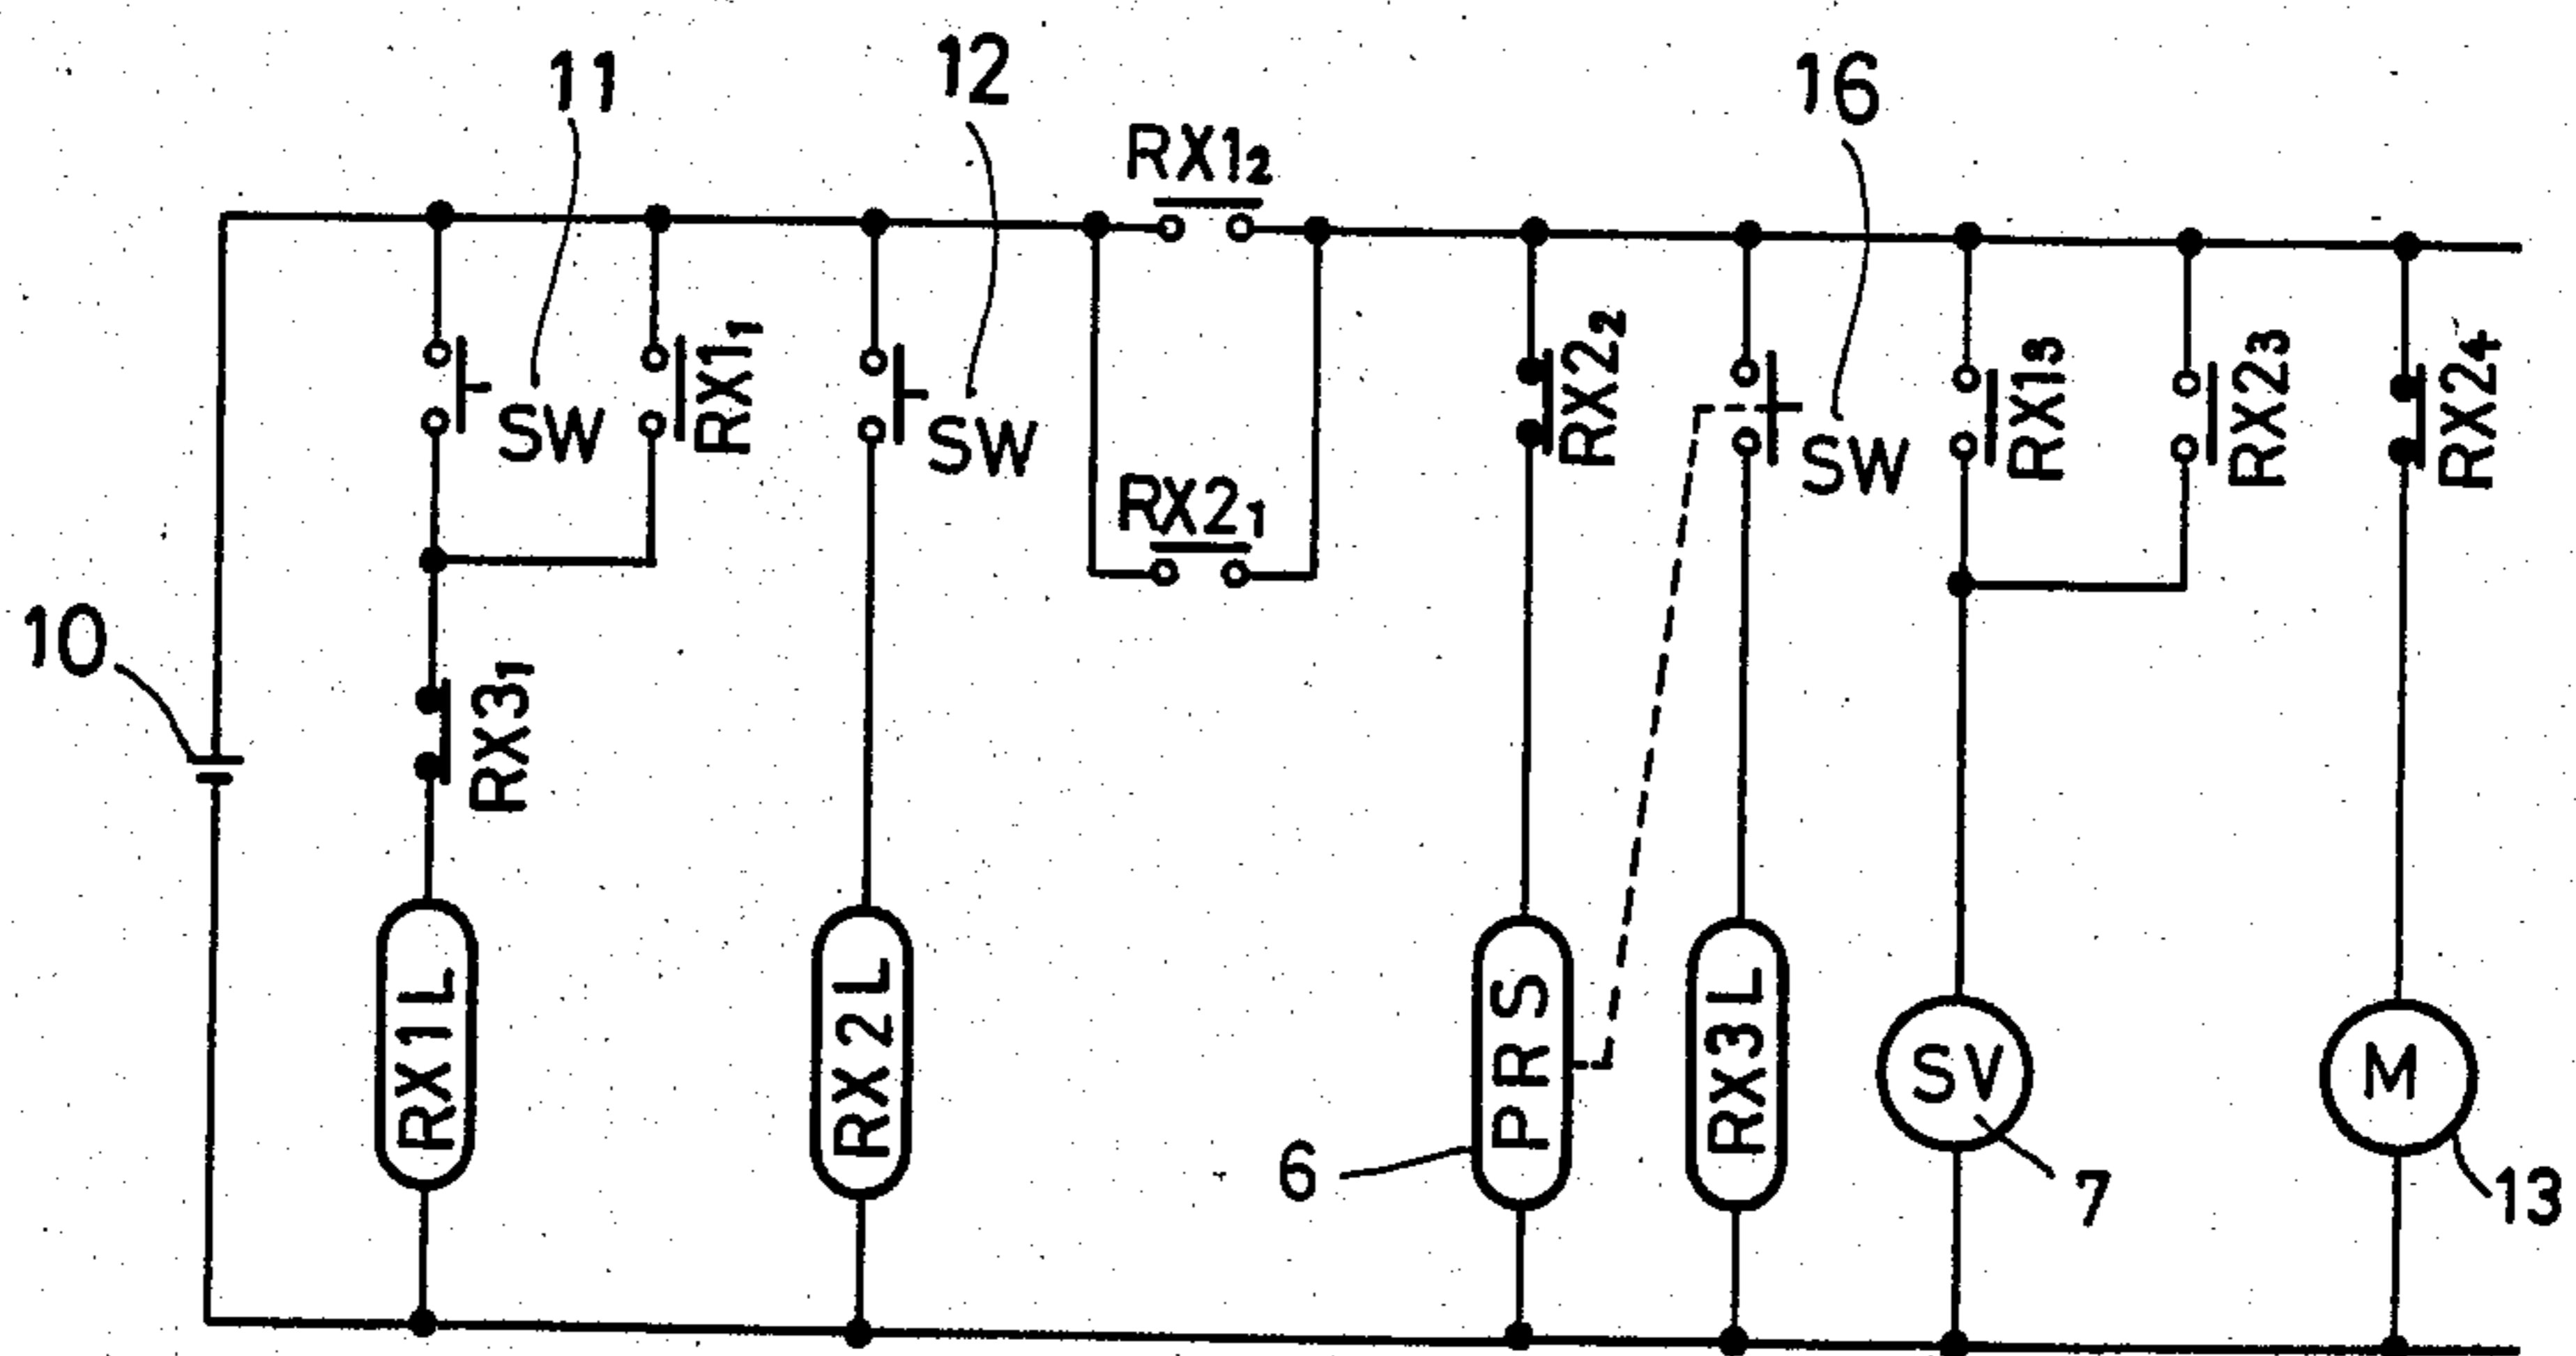 11
12
16
RX1₂
SW
RX1₁
SW
RX2₁
RX2₂
SW
RX1₃
RX2₃
RX2₄
10
RX3₁
RX1L
RX2L
PRS
RX3L
SV
M
6
7
13